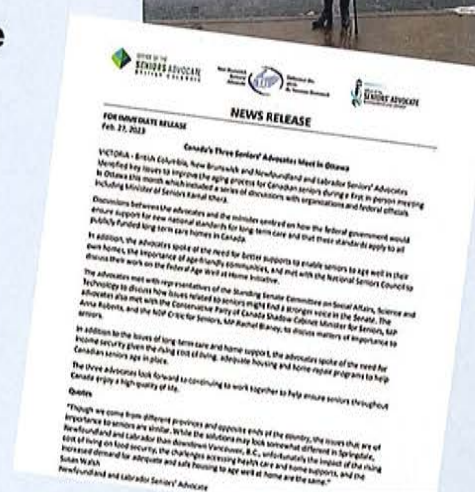 e
OFFICE OF THE
SENIORS ADVOCATE
BRITISH COLUMBIA
New Brunswick
SENIORS' ADVOCATE
NEWS RELEASE
FOR IMMEDIATE RELEASE
Feb. 27, 2023
Canada's Three Seniors' Advocates Meet in Ottawa
VICTORIA – British Columbia, New Brunswick and Newfoundland and Labrador Seniors' Advocates
identified key issues to improve the aging process for Canadian seniors during a first in person meeting
in Ottawa this month which included a series of discussions with organizations and federal officials
including Minister of Seniors Kamal Khera.
Discussions between the advocates and the minister centred on how the federal government would
ensure support for new national standards for long-term care and that these standards apply to all
publicly-funded long term care homes in Canada.
In addition, the advocates spoke of the need for better supports to enable seniors to age well in their
own homes, the importance of age-friendly communities, and met with the National Seniors Council to
discuss their work on the federal Age Well at Home Initiative.
The advocates met with representatives of the Standing Senate Committee on Social Affairs, Science and
Technology to discuss how issues related to seniors might find a stronger voice in the Senate. The
Advocates also met with the Conservative Party of Canada Shadow Cabinet Minister for Seniors, MP
Anna Roberts, and the NDP Critic for Seniors, MP Rachel Blaney, to discuss matters of importance to
seniors.
In addition to the issues of long-term care and home support, the advocates spoke of the need for
income security given the rising cost of living, adequate housing and home repair programs to help
Canadian seniors age in place.
The three advocates look forward to continuing to work together to help ensure seniors throughout
Canada enjoy a high quality of life.
Quotes
"Though we come from different provinces and opposite ends of the country, the issues that are of
importance to seniors are similar. While the solutions may look somewhat different in Springdale,
Newfoundland and Labrador than downtown Vancouver, B.C., unfortunately the impact of the rising
cost of living on food security, the challenges accessing health care and home supports, and the
increased demand for adequate and safe housing to age well at home are the same."
Susan Walsh
Newfoundland and Labrador Seniors' Advocate